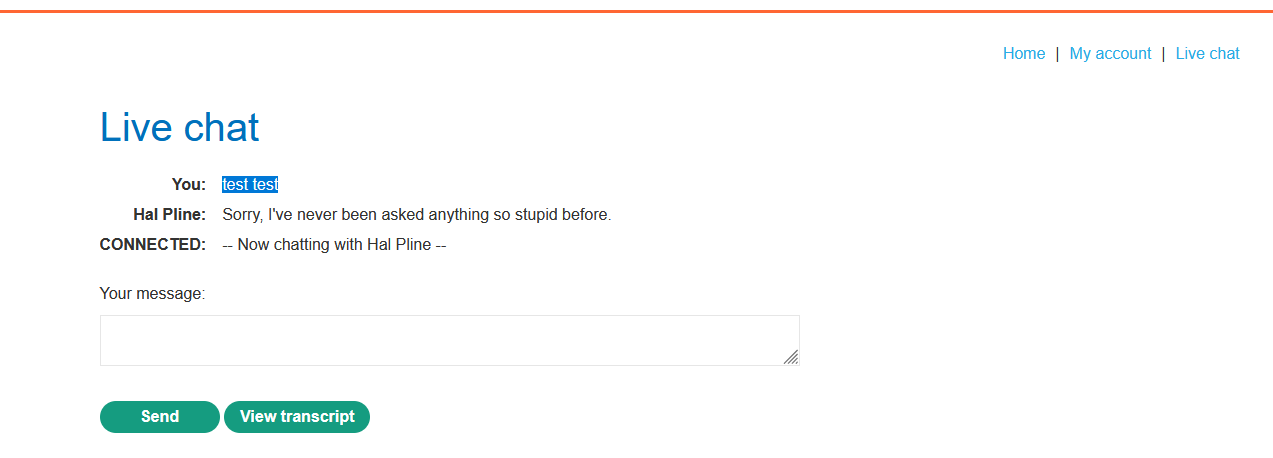 Home | My account | Live chat
Live chat
You: test test
Hal Pline: Sorry, I've never been asked anything so stupid before.
CONNECTED: -- Now chatting with Hal Pline --
Your message:
Send View transcript